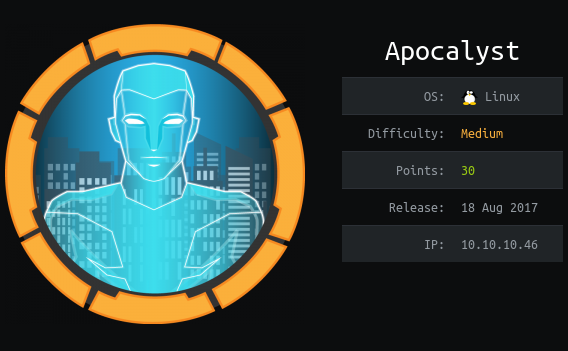 Apocalyst
OS: Linux
Difficulty: Medium
Points: 30
Release: 18 Aug 2017
IP: 10.10.10.46